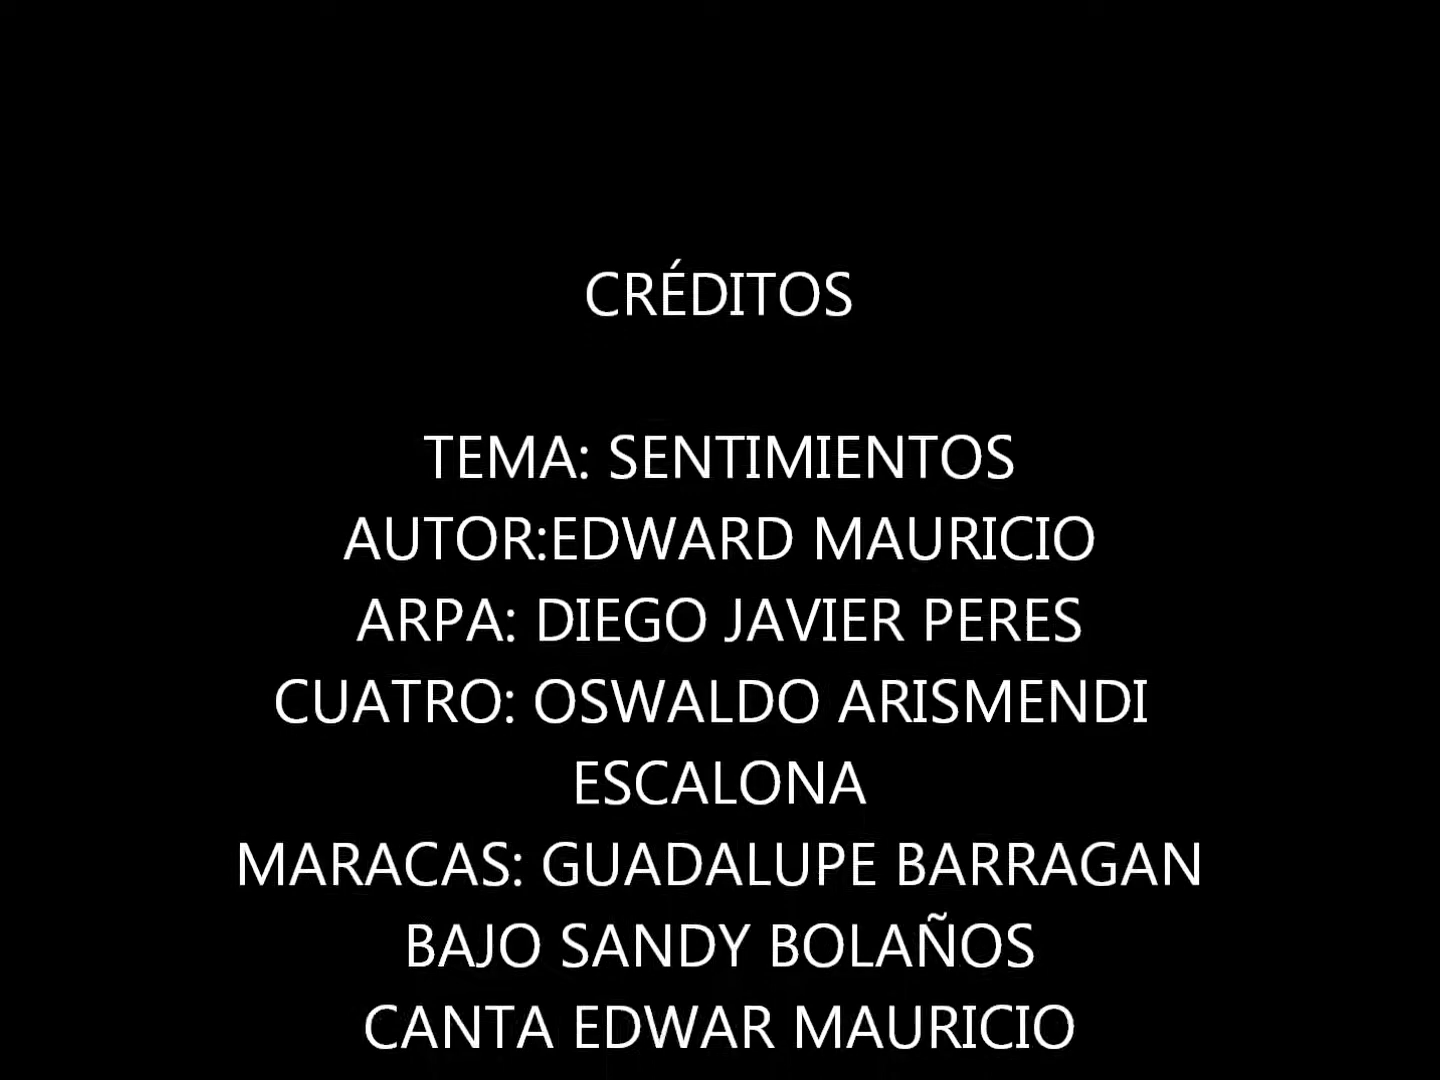 CRÉDITOS
TEMA: SENTIMIENTOS
AUTOR:EDWARD MAURICIO
ARPA: DIEGO JAVIER PERES
CUATRO: OSWALDO ARISMENDI
ESCALONA
MARACAS: GUADALUPE BARRAGAN
BAJO SANDY BOLAÑOS
CANTA EDWAR MAURICIO